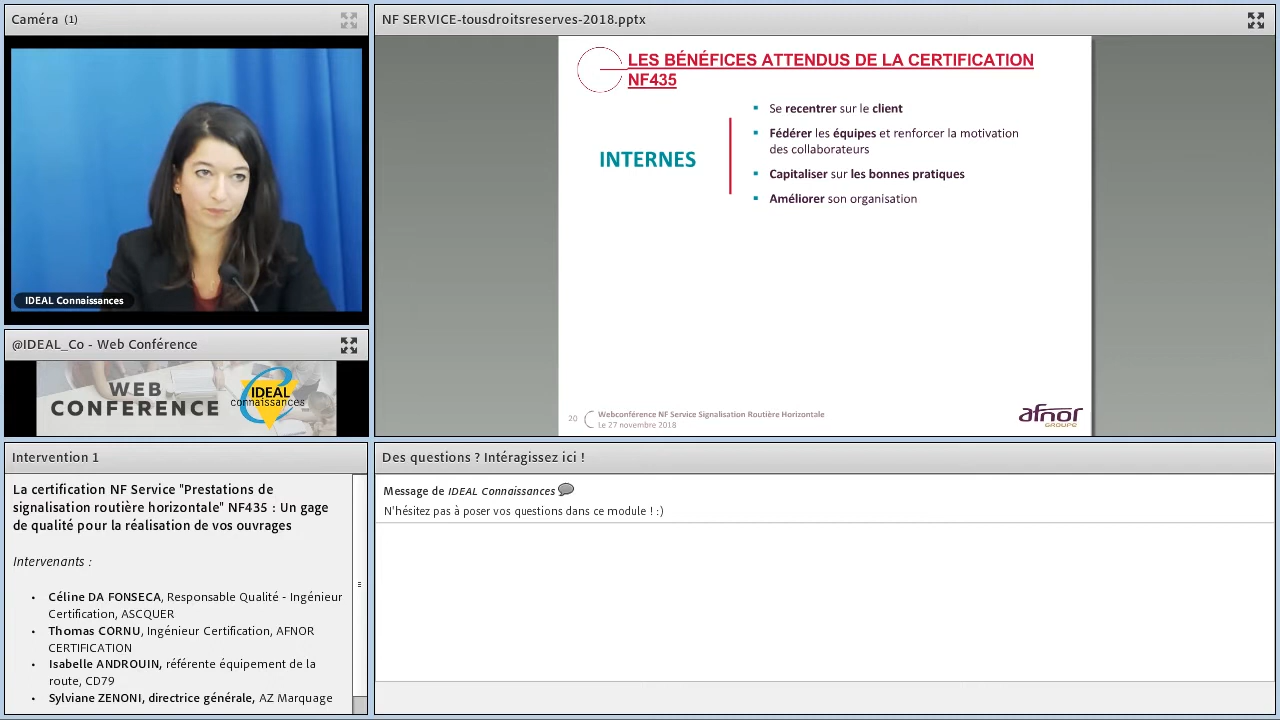 Caméra (1)
IDEAL Connaissances
@IDEAL_Co - Web Conférence
WEB
CONFERENCE
IDEAL
connaissances
NF SERVICE-tousdroitsreserves-2018.pptx
LES BÉNÉFICES ATTENDUS DE LA CERTIFICATION
NF435
INTERNES
▪ Se recentrer sur le client
▪ Fédérer les équipes et renforcer la motivation
des collaborateurs
▪ Capitaliser sur les bonnes pratiques
▪ Améliorer son organisation
20
Webconférence NF Service Signalisation Routière Horizontale
Le 27 novembre 2018
afnor
GROUPE
Intervention 1
La certification NF Service "Prestations de
signalisation routière horizontale" NF435 : Un gage
de qualité pour la réalisation de vos ouvrages
Intervenants :
• Céline DA FONSECA, Responsable Qualité - Ingénieur
Certification, ASCQUER
• Thomas CORNU, Ingénieur Certification, AFNOR
CERTIFICATION
• Isabelle ANDROUIN, référente équipement de la
route, CD79
• Sylviane ZENONI, directrice générale, AZ Marquage
Des questions ? Intéragissez ici !
Message de IDEAL Connaissances
N'hésitez pas à poser vos questions dans ce module ! :)